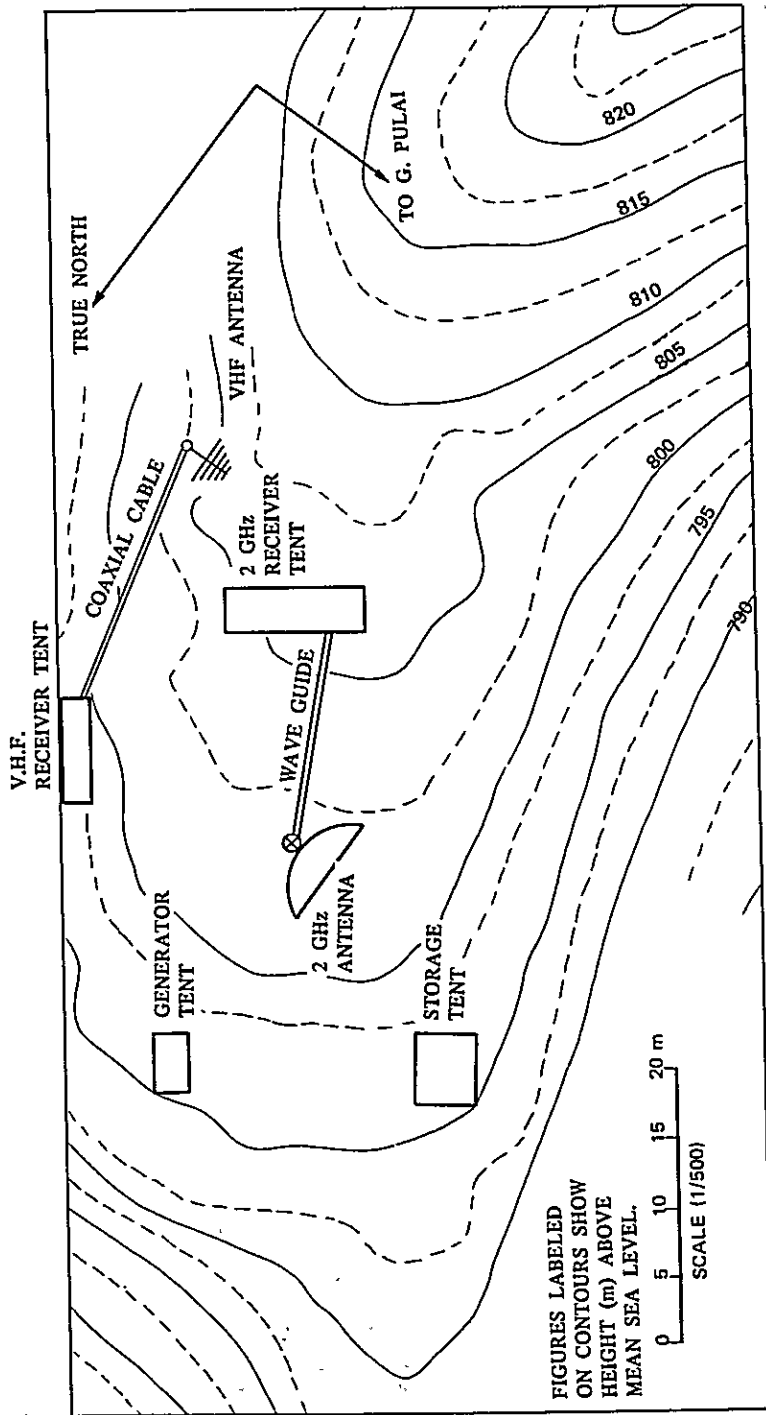 V.H.F.
RECEIVER TENT
TRUE NORTH
COAXIAL CABLE
TO G. PULAI
VHF ANTENNA
2 GHz
RECEIVER
TENT
WAVE GUIDE
GENERATOR
TENT
2 GHz
ANTENNA
STORAGE
TENT
820
815
810
805
800
795
790
FIGURES LABELED
ON CONTOURS SHOW
HEIGHT (m) ABOVE
MEAN SEA LEVEL.
0 5 10 15 20 m
SCALE (1/500)